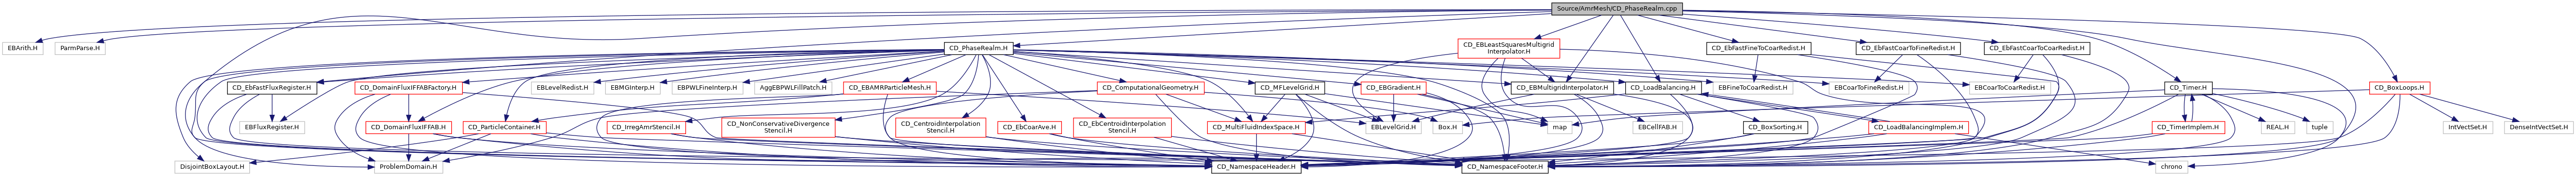 Source/AmrMesh/CD_PhaseRealm.cpp
EBArith.H
ParmParse.H
CD_PhaseRealm.H
CD_EBLeastSquaresMultigrid
Interpolator.H
CD_EbFastFineToCoarRedist.H
CD_EbFastCoarToFineRedist.H
CD_EbFastCoarToCoarRedist.H
CD_EbFastFluxRegister.H
CD_DomainFluxIFFABFactory.H
EBLevelRedist.H
EBMGInterp.H
EBPWLFineInterp.H
AggEBPWLFillPatch.H
CD_EBAMRParticleMesh.H
CD_ComputationalGeometry.H
CD_MFLevelGrid.H
CD_EBGradient.H
CD_EBMultigridInterpolator.H
CD_LoadBalancing.H
EBFineToCoarRedist.H
EBCoarToFineRedist.H
EBCoarToCoarRedist.H
CD_Timer.H
CD_BoxLoops.H
EBFluxRegister.H
CD_DomainFluxIFFAB.H
CD_ParticleContainer.H
CD_IrregAmrStencil.H
CD_NonConservativeDivergence
Stencil.H
CD_CentroidInterpolation
Stencil.H
CD_EbCoarAve.H
CD_EbCentroidInterpolation
Stencil.H
CD_MultiFluidIndexSpace.H
EBLevelGrid.H
Box.H
map
EBCellFAB.H
CD_BoxSorting.H
CD_LoadBalancingImplem.H
CD_TimerImplem.H
REAL.H
tuple
IntVectSet.H
DenseIntVectSet.H
DisjointBoxLayout.H
ProblemDomain.H
CD_NamespaceHeader.H
CD_NamespaceFooter.H
chrono